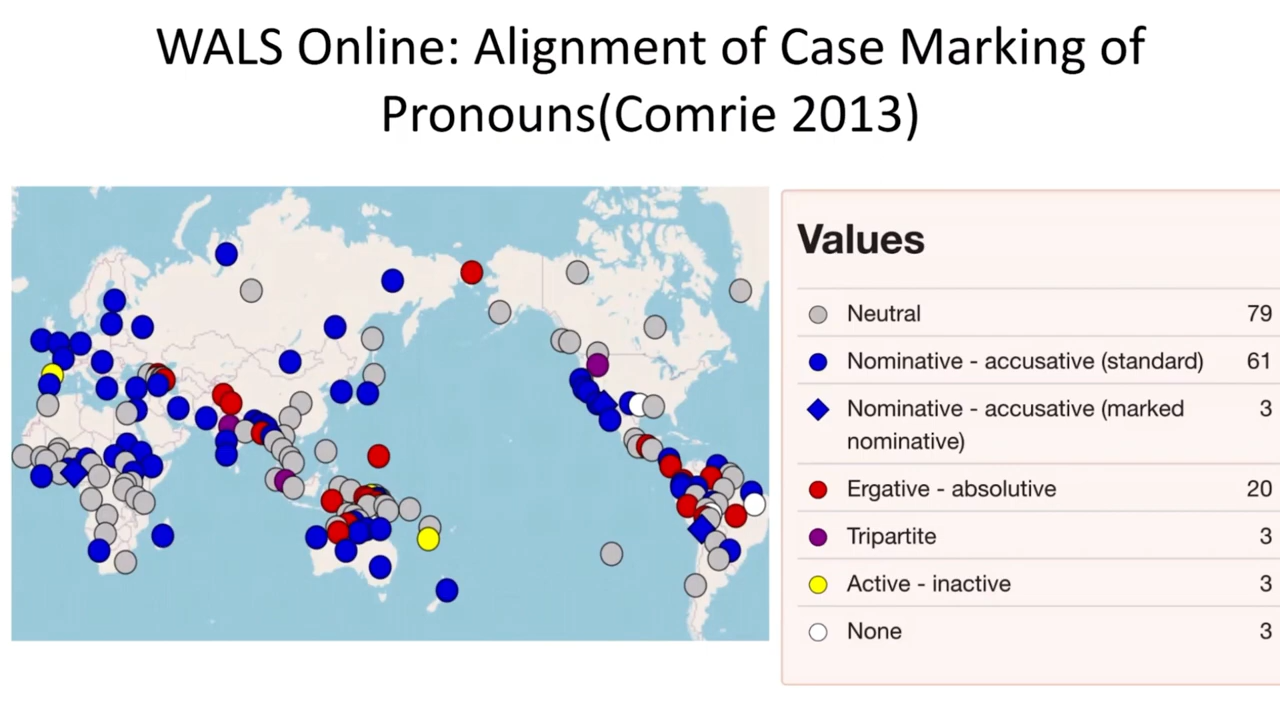 WALS Online: Alignment of Case Marking of
Pronouns(Comrie 2013)
Values
Neutral 79
Nominative - accusative (standard) 61
Nominative - accusative (marked 3
nominative)
Ergative - absolutive 20
Tripartite 3
Active - inactive 3
None 3